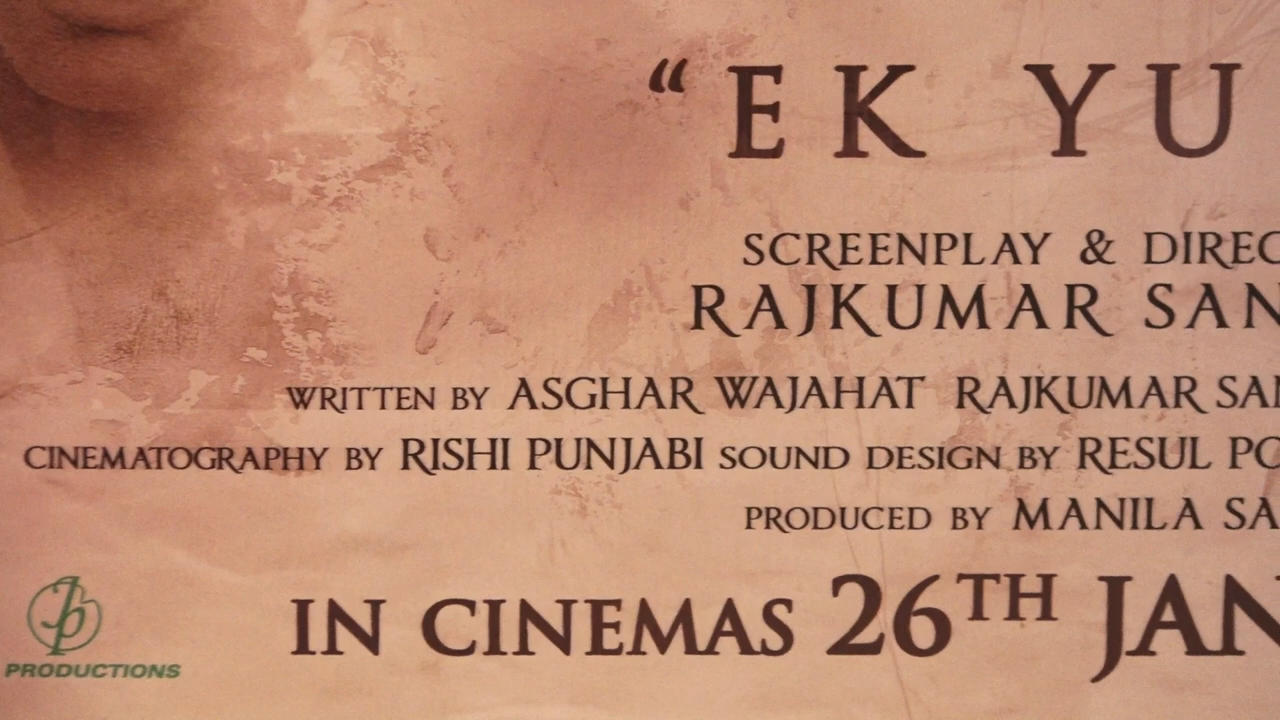 “EK YU
SCREENPLAY & DIREC
RAJKUMAR SAN
WRITTEN BY ASGHAR WAJAHAT RAJKUMAR SAN
CINEMATOGRAPHY BY RISHI PUNJABI SOUND DESIGN BY RESUL PO
PRODUCED BY MANILA SA
IN CINEMAS 26TH JAN
PRODUCTIONS